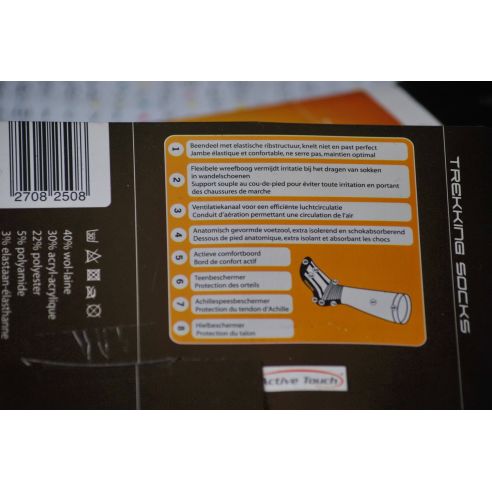 TREKKING SOCKS
1 Beendeel met elastische ribstructuur, knelt niet en past perfect
Jambe élastique et confortable, ne serre pas, maintien optimal
2 Flexibele wreefboog vermijdt irritatie bij het dragen van sokken
in wandelschoenen
Support souple au cou-de-pied pour éviter toute irritation en portant
des chaussures de marche
3 Ventilatiekanaal voor een efficiënte luchtcirculatie
Conduit d'aération permettant une circulation de l'air
4 Anatomisch gevormde voetzool, extra isolerend en schokabsorberend
Dessous de pied anatomique, extra isolant et absorbant les chocs
5 Actieve comfortboord
Bord de confort actif
6 Teenbeschermer
Protection des orteils
7 Achillespeesbeschermer
Protection du tendon d'Achille
8 Hielbeschermer
Protection du talon
Active Touch
2708 2508
40% wol-laine
30% acryl-acrylique
22% polyester
5% polyamide
3% elastaan-élasthanne